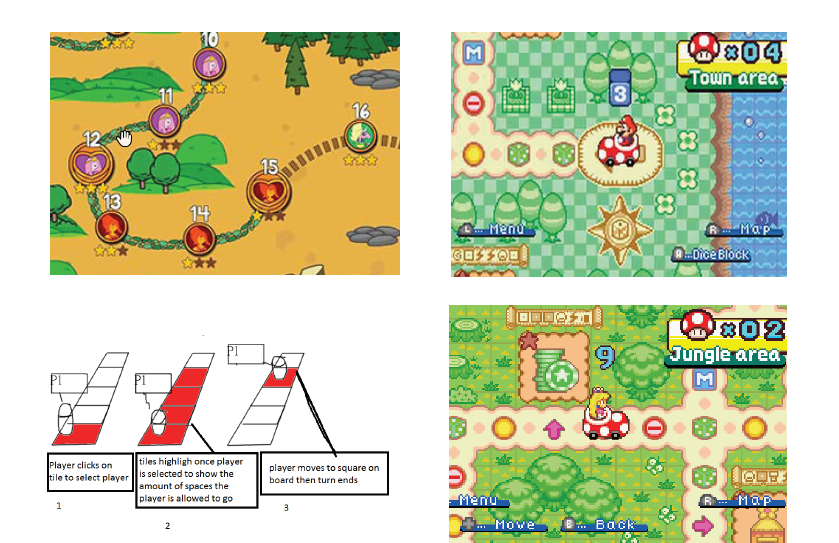 10
11
12
13
14
15
16
M
3
×04
Town area
L... Menu
R... Map
A...DiceBlock
P1
P1
P1
Player clicks on
tile to select player
tiles highligh once player
is selected to show the
amount of spaces the
player is allowed to go
player moves to square on
board then turn ends
1
2
3
9
×02
Jungle area
M
Menu
R... Map
... Move
B... Back